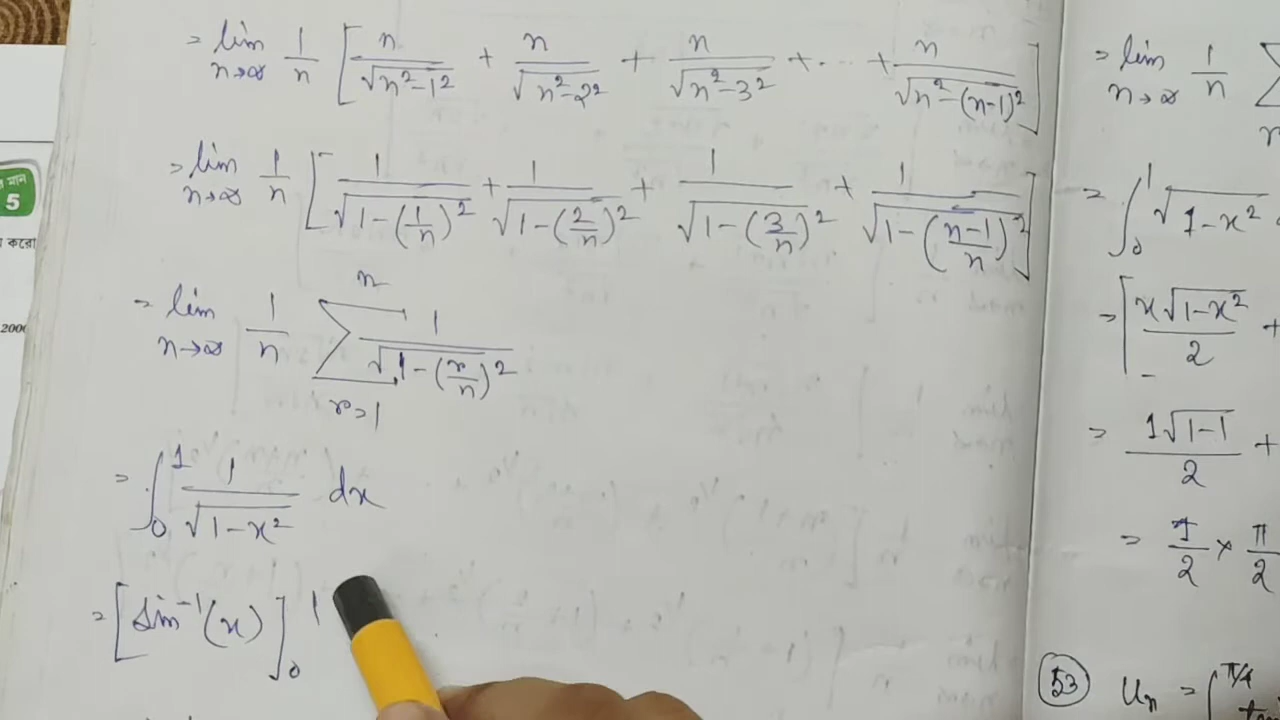 = lim n→∞ 1/n [ n/√(n²-1²) + n/√(n²-2²) + n/√(n²-3²) + ... + n/√(n²-(n-1)²) ]
= lim n→∞ 1/n [ 1/√(1-(1/n)²) + 1/√(1-(2/n)²) + 1/√(1-(3/n)²) + 1/√(1-((n-1)/n)²) ]
= lim n→∞ 1/n ∑_{r=1}^{n} 1/√(1-(r/n)²)
= ∫₀¹ 1/√(1-x²) dx
= [sin⁻¹(x)]₀¹
= lim n→∞ 1/n ∑
= ∫₀¹ √(1-x²)
= [ x√(1-x²)/2 +
= 1√(1-1)/2 +
= 1/2 × π/2
53 Uₙ = ∫^{π/4}
মান
5
করো
2000